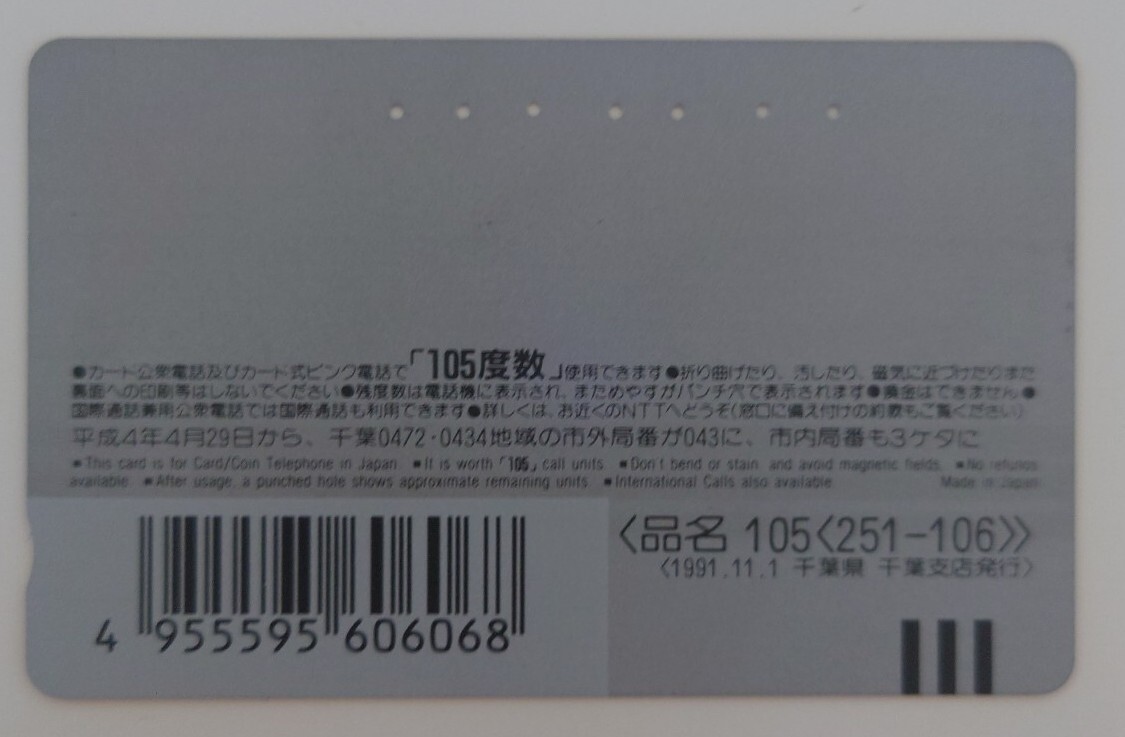 ●カード公衆電話及びカード式ピンク電話で「105度数」使用できます●折り曲げたり、汚したり、磁気に近づけたりまた
裏面への印刷等はしないでください●残度数は電話機に表示され、まためやすがパンチ穴で表示されます●換金はできません●
国際通話兼用公衆電話では国際通話も利用できます●詳しくは、お近くのNTTへどうぞ(窓口に備え付けの約款もご覧ください)
平成4年4月29日から、千葉0472・0434地域の市外局番が043に、市内局番も3ケタに
■This card is for Card/Coin Telephone in Japan. ■It is worth「105」call units. ■Don't bend or stain and avoid magnetic fields. ■No refunds
available. ■After usage, a punched hole shows approximate remaining units. ■International Calls also available. Made in Japan
〈品名 105〈251-106〉〉
〈1991.11.1 千葉県 千葉支店発行〉
4 955595 606068